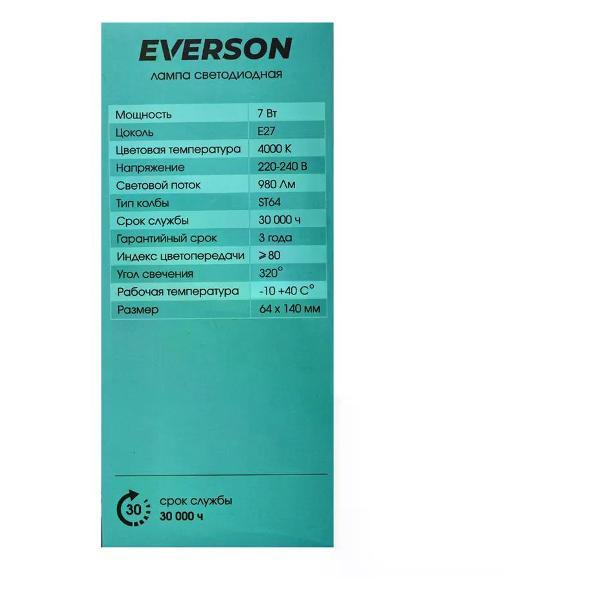 EVERSON
лампа светодиодная
Мощность 7 Вт
Цоколь E27
Цветовая температура 4000 К
Напряжение 220-240 В
Световой поток 980 Лм
Тип колбы ST64
Срок службы 30 000 ч
Гарантийный срок 3 года
Индекс цветопередачи ⩾80
Угол свечения 320°
Рабочая температура -10 +40 С°
Размер 64 x 140 мм
30 срок службы
30 000 ч